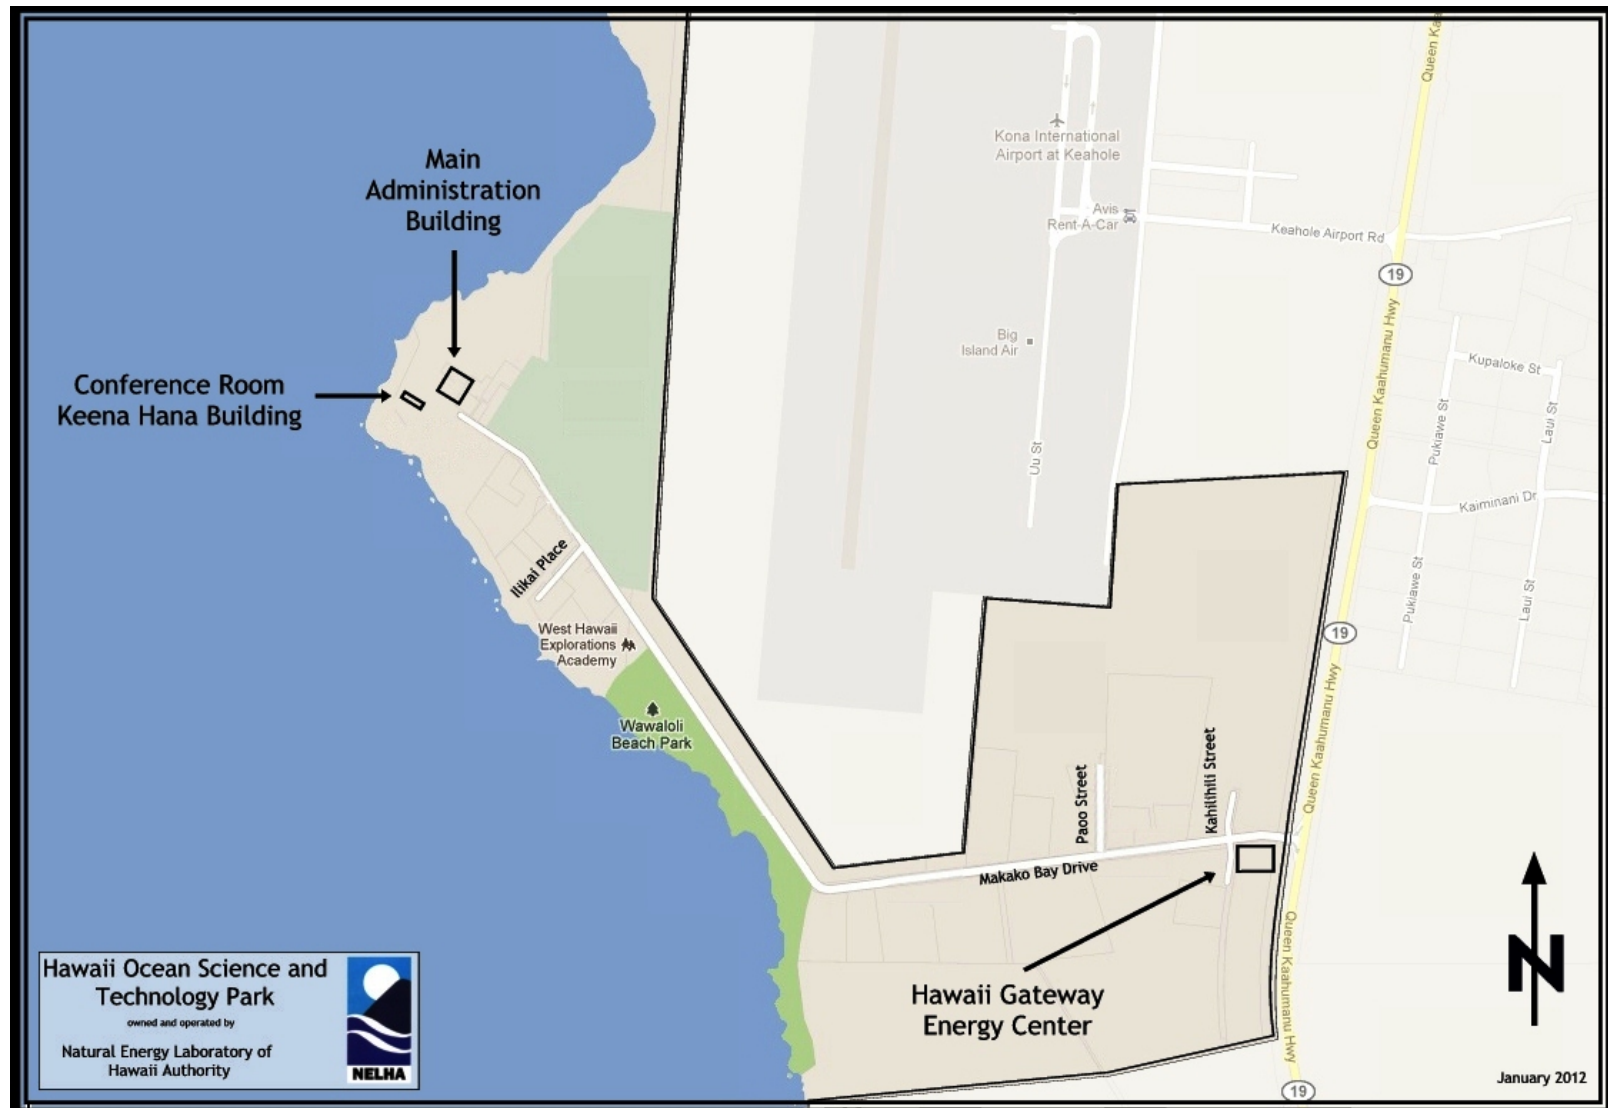 Queen Kaa
Queen Kaa
Kona International
Airport at Keahole
Main
Administration
Building
Avis
Rent-A-Car
Keahole Airport Rd
19
Big
Island Air
Queen Kaahumanu Hwy
Kupaloke St
Conference Room
Keena Hana Building
Pukiawe St
Laui St
Uu St
Kaiminani Dr
Ilikai Place
Pukiawe St
Laui St
West Hawaii
Explorations
Academy
19
Wawaloli
Beach Park
Queen Kaahumanu Hwy
Paoo Street
Kahilihili Street
Makako Bay Drive
Hawaii Gateway
Energy Center
Queen Kaahumanu Hwy
N
Hawaii Ocean Science and
Technology Park
owned and operated by
Natural Energy Laboratory of
Hawaii Authority
NELHA
19
January 2012